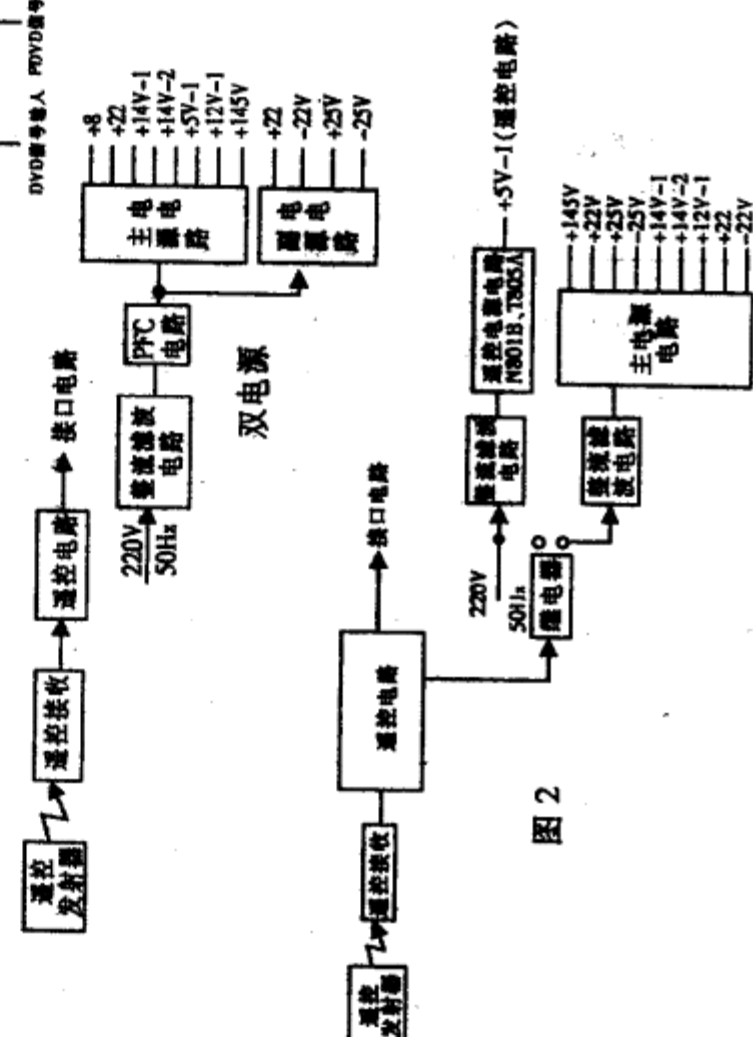 DVD信号输入
遥控
发射器
遥控接收
遥控电路
接口电路
220V
50Hz
整流滤波
电路
PFC
电路
主电
源电
路
+8
+22
+14V-1
+14V-2
+5V-1
+12V-1
+145V
电
源电
路
+22
-22V
+25V
-25V
双电源
遥控
发射器
遥控接收
遥控电路
接口电路
220V
50Hz
继电器
整流滤波
电路
遥控电源电路
N801B、T805A
+5V-1(遥控电路)
整流滤
波电路
主电源
电路
+145V
+22V
+25V
-25V
+14V-1
+14V-2
+12V-1
+22
-22V
图 2